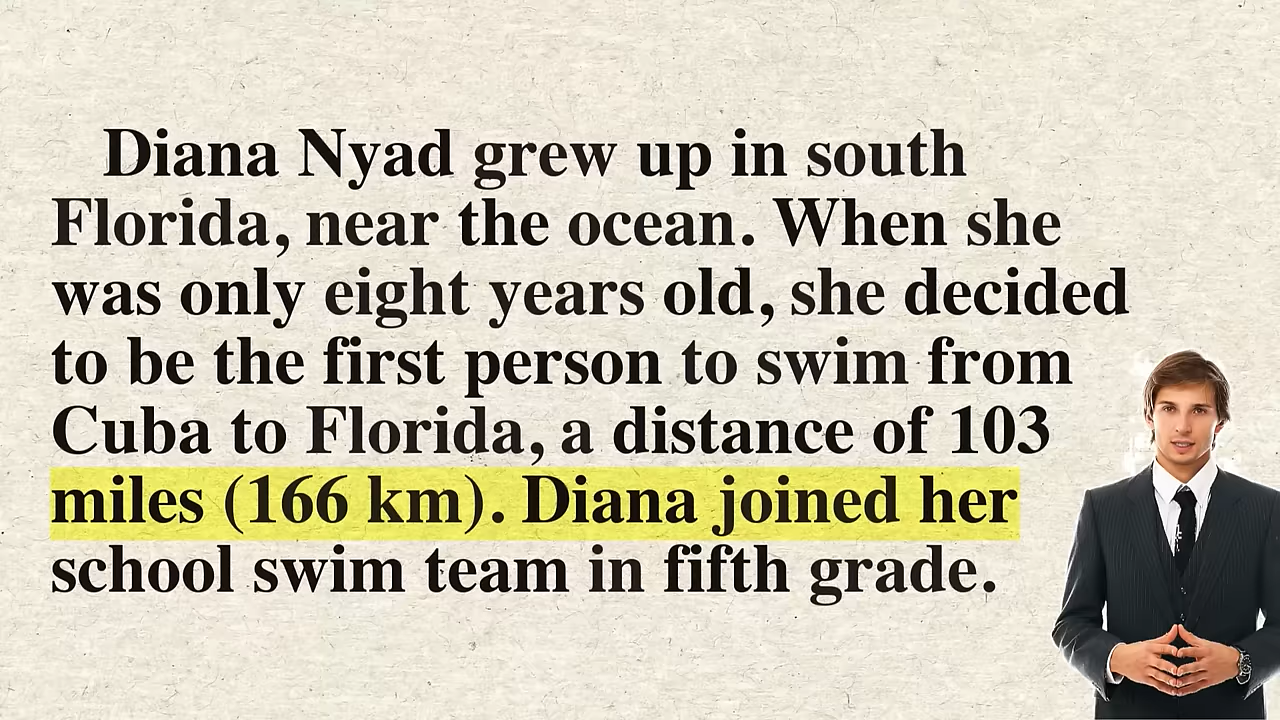 Diana Nyad grew up in south
Florida, near the ocean. When she
was only eight years old, she decided
to be the first person to swim from
Cuba to Florida, a distance of 103
miles (166 km). Diana joined her
school swim team in fifth grade.